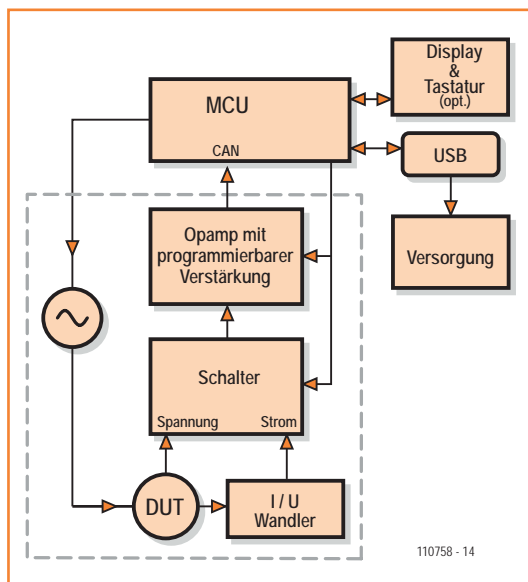 Display
&
Tastatur
(opt.)
MCU
CAN
USB
Opamp mit
programmierbarer
Verstärkung
Versorgung
Schalter
Spannung Strom
DUT
I / U
Wandler
110758 - 14